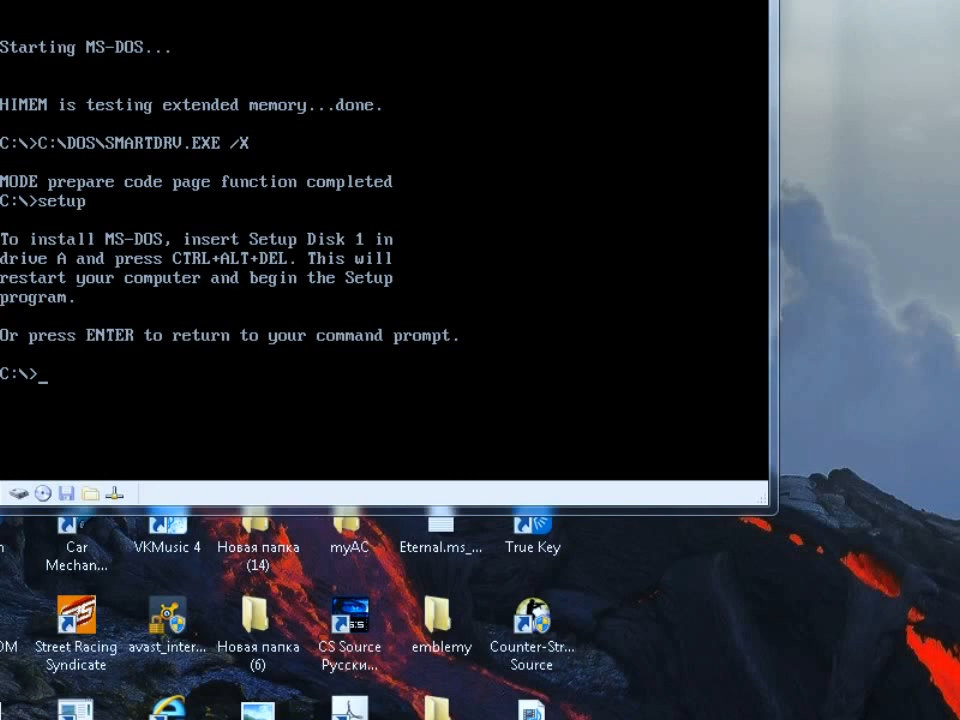 Starting MS-DOS...
HIMEM is testing extended memory...done.
C:\>C:\DOS\SMARTDRV.EXE /X
MODE prepare code page function completed
C:\>setup
To install MS-DOS, insert Setup Disk 1 in
drive A and press CTRL+ALT+DEL. This will
restart your computer and begin the Setup
program.
Or press ENTER to return to your command prompt.
C:\>_
Car
Mechan...
VKMusic 4
Новая папка
(14)
myAC
Eternal.ms_...
True Key
Street Racing
Syndicate
avast_inter...
Новая папка
(6)
CS Source
Русски...
emblemy
Counter-Str...
Source